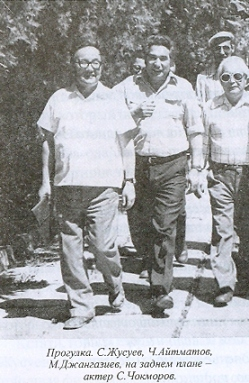 Прогулка. С.Жусуев, Ч.Айтматов,
М.Джангазиев, на заднем плане –
актер С.Чокморов.